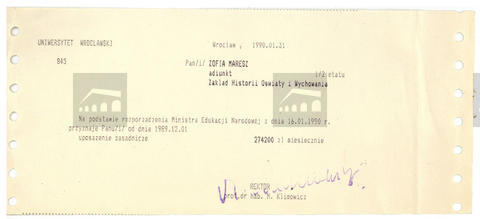 UNIWERSYTET WROCŁAWSKI
Wrocław, 1990.01.31
845
Pan/i/ ZOFIA MARESZ
adiunkt 1/2etatu
Zakład Historii Oświaty i Wychowania
Na podstawie rozporządzenia Ministra Edukacji Narodowej z dnia 16.01.1990 r.
przyznaję Panu/i/ od dnia 1989.12.01
uposażenie zasadnicze 274200 zł miesięcznie
REKTOR
prof.dr hab. M. Klimowicz